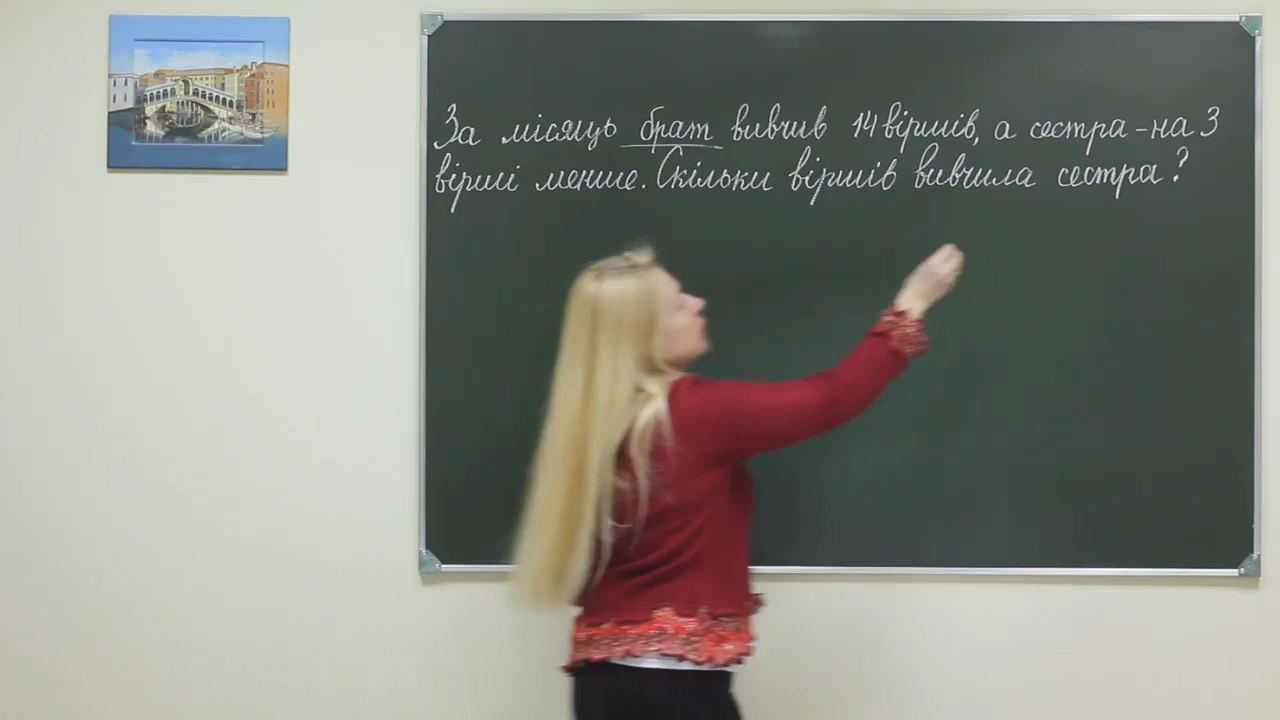 За місяць брат вивчив 14 віршів, а сестра - на 3
вірші менше. Скільки віршів вивчила сестра?